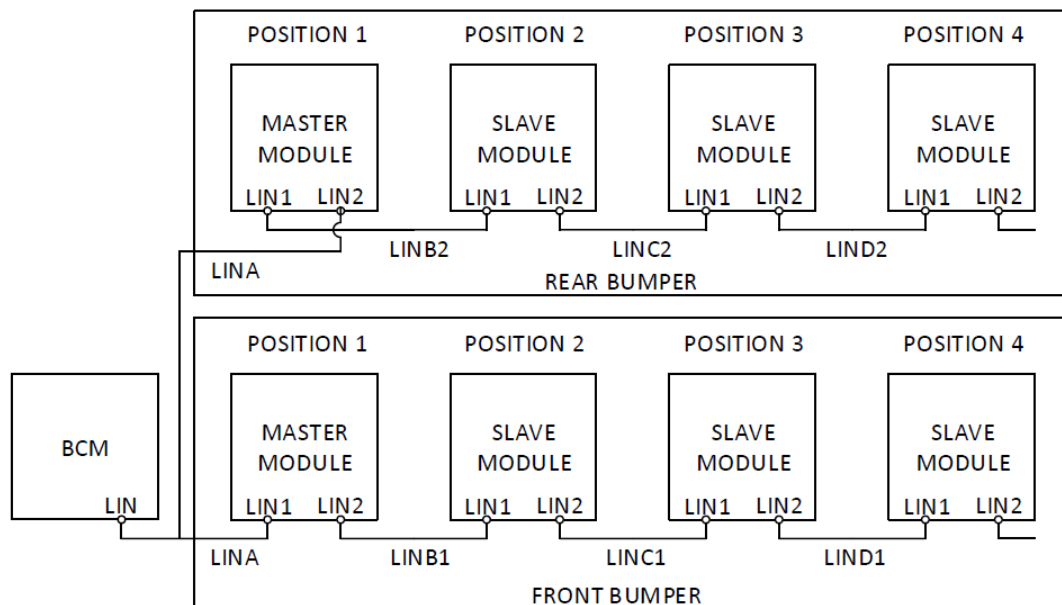 POSITION 1 POSITION 2 POSITION 3 POSITION 4
MASTER SLAVE SLAVE SLAVE
MODULE MODULE MODULE MODULE
LIN1 LIN2 LIN1 LIN2 LIN1 LIN2 LIN1 LIN2
LINB2 LINC2 LIND2
LINA
REAR BUMPER
POSITION 1 POSITION 2 POSITION 3 POSITION 4
BCM
MASTER SLAVE SLAVE SLAVE
MODULE MODULE MODULE MODULE
LIN LIN1 LIN2 LIN1 LIN2 LIN1 LIN2 LIN1 LIN2
LINA LINB1 LINC1 LIND1
FRONT BUMPER